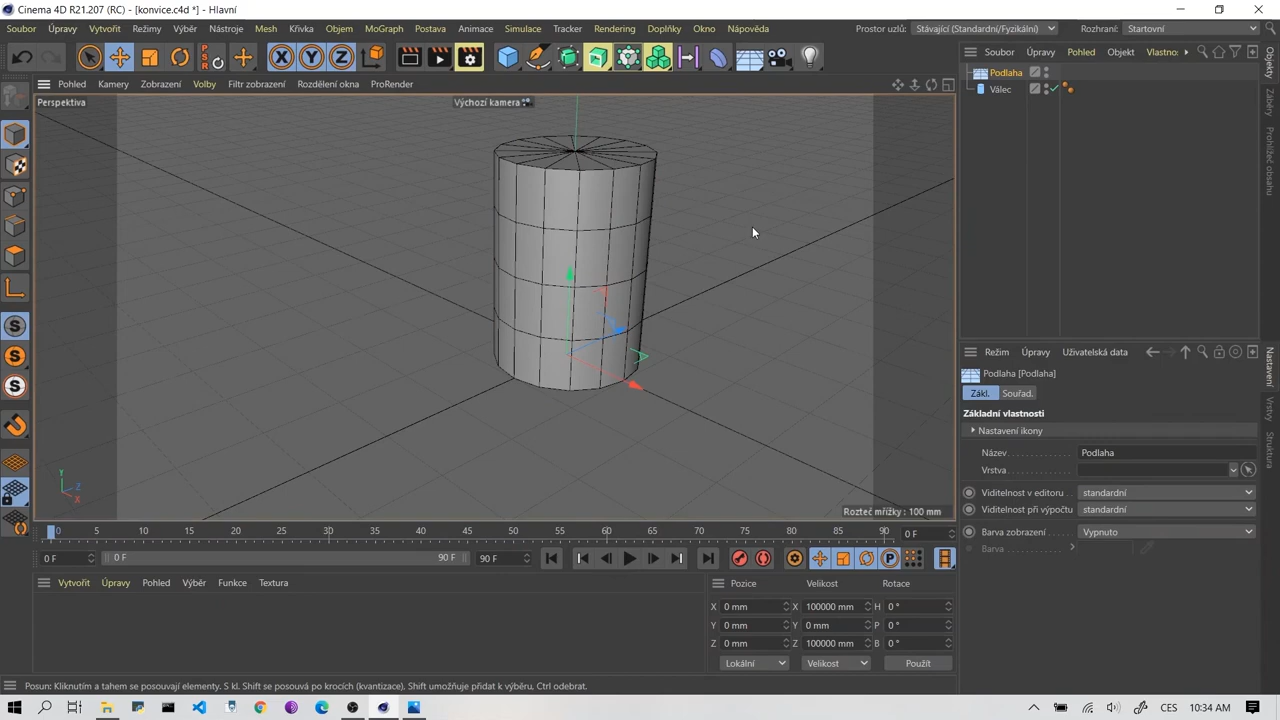 Cinema 4D R21.207 (RC) - [konvice.c4d *] - Hlavní
Soubor Úpravy Vytvořit Režimy Výběr Nástroje Mesh Křivka Objem MoGraph Postava Animace Simulace Tracker Rendering Doplňky Okno Nápověda Prostor uzlů: Stávající (Standardní/Fyzikální) Rozhraní: Startovní
Soubor Úpravy Pohled Objekt Vlastno:
Podlaha
Válec
Pohled Kamery Zobrazení Volby Filtr zobrazení Rozdělení okna ProRender
Perspektiva
Výchozí kamera
Y
Z
X
Rozteč mřížky : 100 mm
Objekty
Záběry
Prohlížeč obsahu
Režim Úpravy Uživatelská data
Podlaha [Podlaha]
Zákl. Souřad.
Základní vlastnosti
Nastavení ikony
Název Podlaha
Vrstva
Viditelnost v editoru standardní
Viditelnost při výpočtu standardní
Barva zobrazení Vypnuto
Barva
Nastavení
Vrstvy
Struktura
0 5 10 15 20 25 30 35 40 45 50 55 60 65 70 75 80 85 90 0 F
0 F 0 F 90 F 90 F
Vytvořit Úpravy Pohled Výběr Funkce Textura
Pozice Velikost Rotace
X 0 mm X 100000 mm H 0 °
Y 0 mm Y 0 mm P 0 °
Z 0 mm Z 100000 mm B 0 °
Lokální Velikost Použít
Posun: Kliknutím a tahem se posouvají elementy. S kl. Shift se posouvá po krocích (kvantizace), Shift umožňuje přidat k výběru, Ctrl odebrat.
CES 10:34 AM